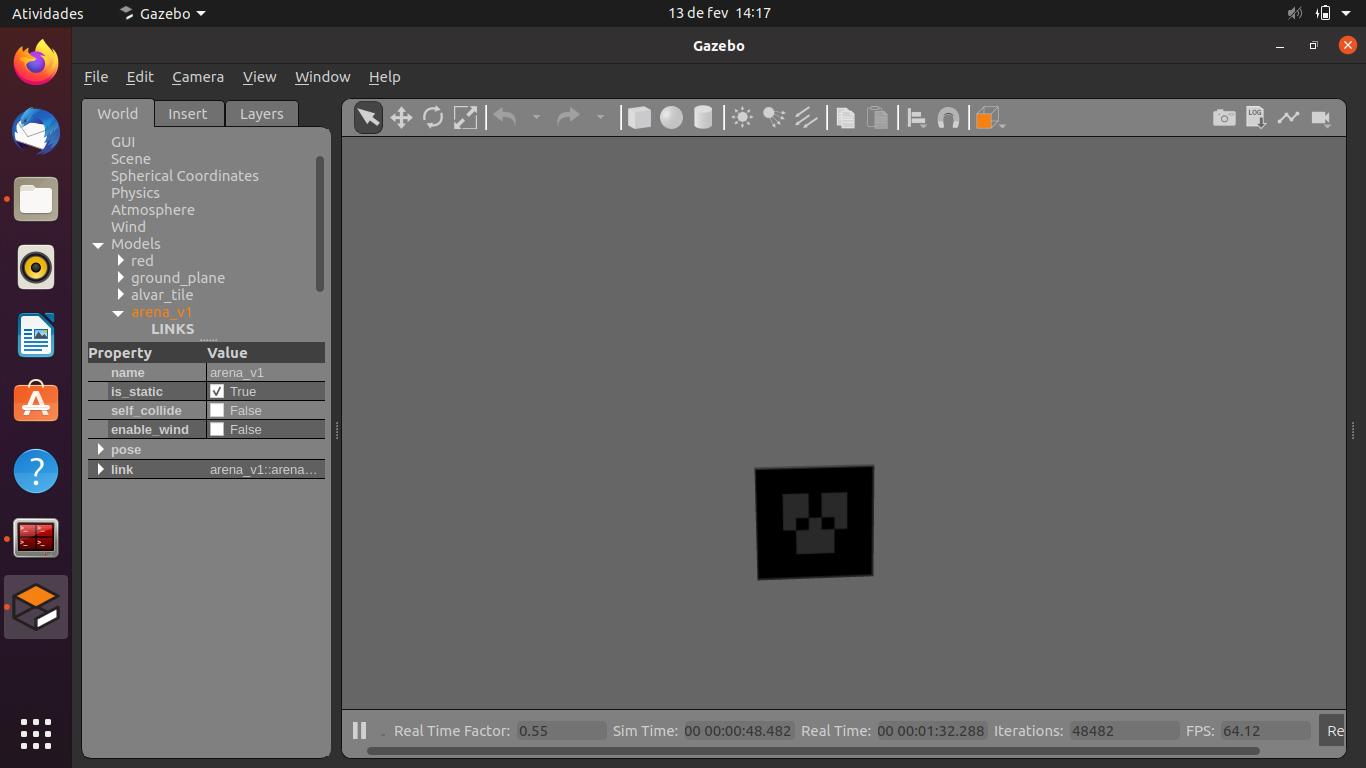 Atividades
Gazebo
13 de fev 14:17
Gazebo
File Edit Camera View Window Help
World Insert Layers
GUI
Scene
Spherical Coordinates
Physics
Atmosphere
Wind
Models
red
ground_plane
alvar_tile
arena_v1
LINKS
Property Value
name arena_v1
is_static True
self_collide False
enable_wind False
pose
link arena_v1::arena…
LOG
Real Time Factor: 0.55 Sim Time: 00 00:00:48.482 Real Time: 00 00:01:32.288 Iterations: 48482 FPS: 64.12 Re